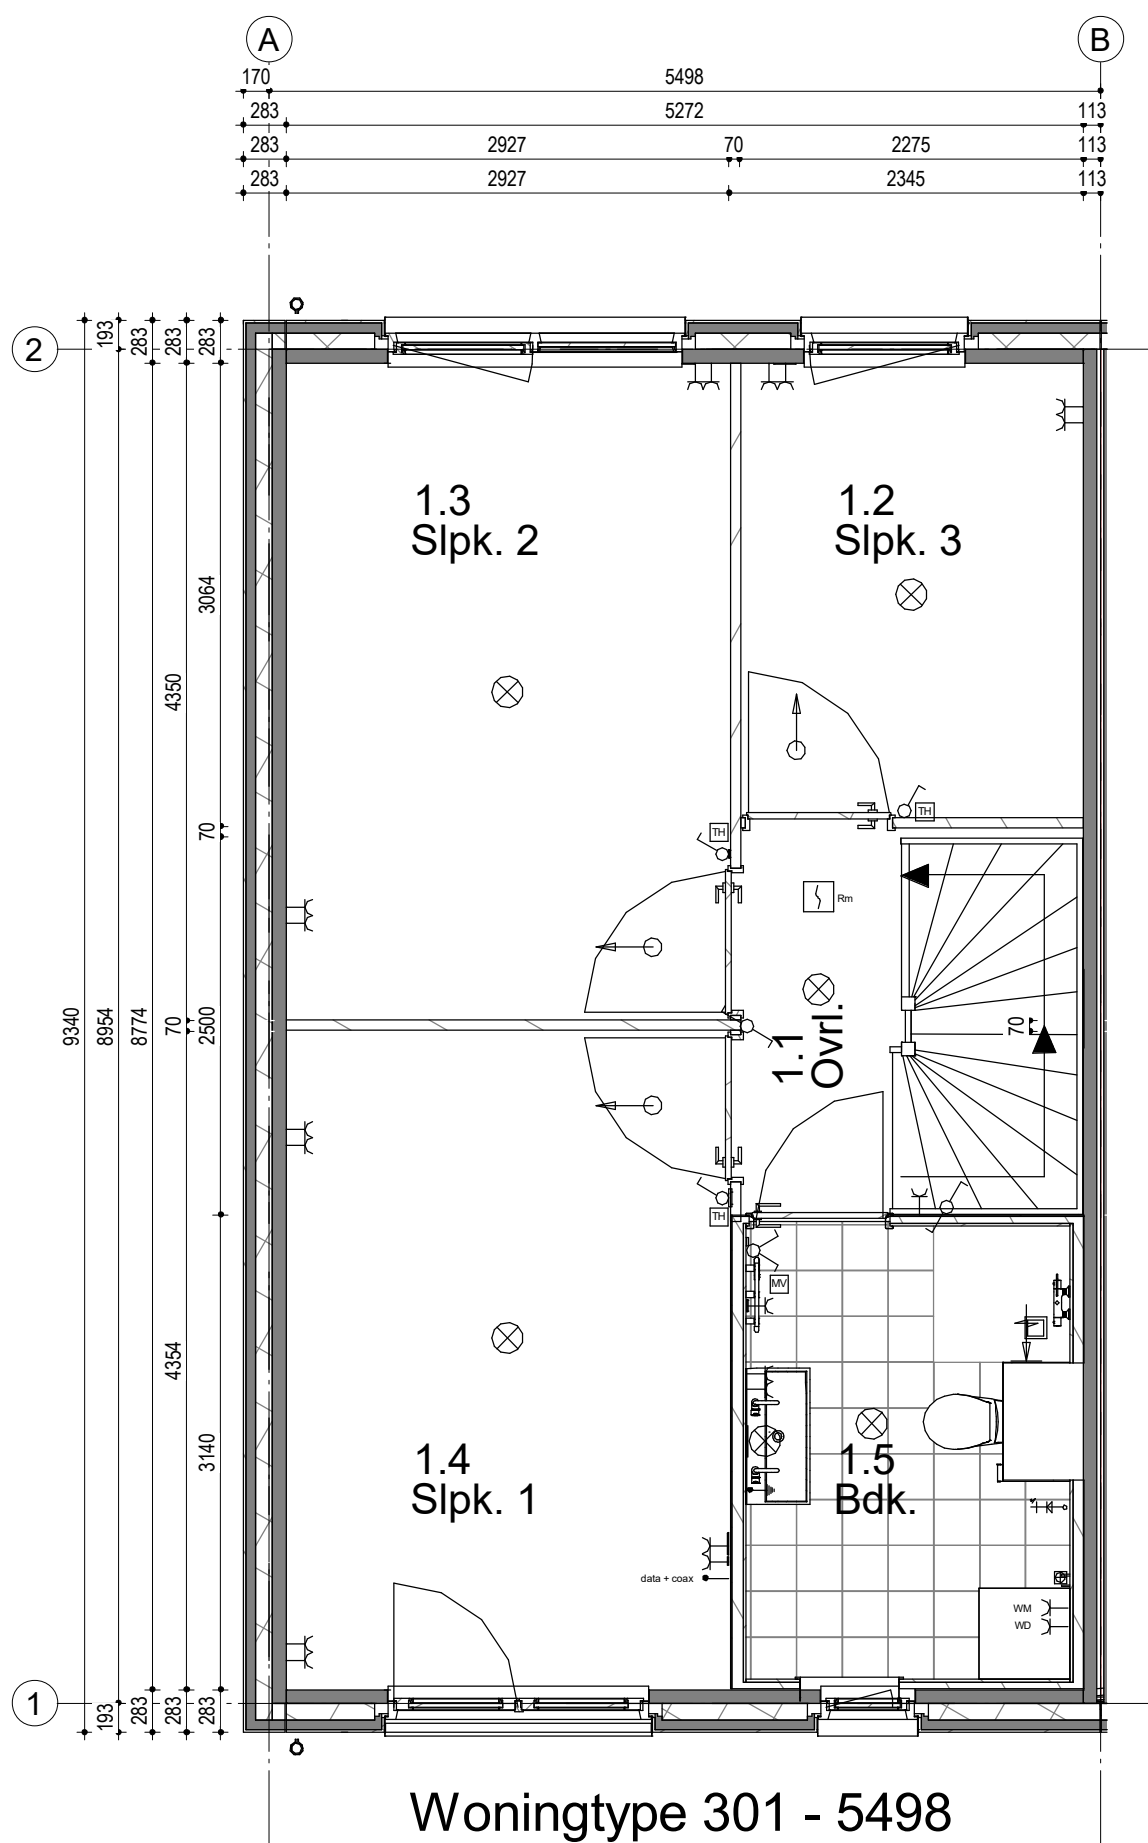 A
B
170
5498
283
5272
113
283
2927
70
2275
113
283
2927
2345
113
2
193
283
283
283
1.3
Slpk. 2
1.2
Slpk. 3
3064
4350
70
TH
TH
Rm
9340
8954
8774
70
2500
70
1.1
Ovrl.
TH
MV
4354
3140
1.4
Slpk. 1
1.5
Bdk.
data + coax
WM
WD
1
193
283
283
283
Woningtype 301 - 5498